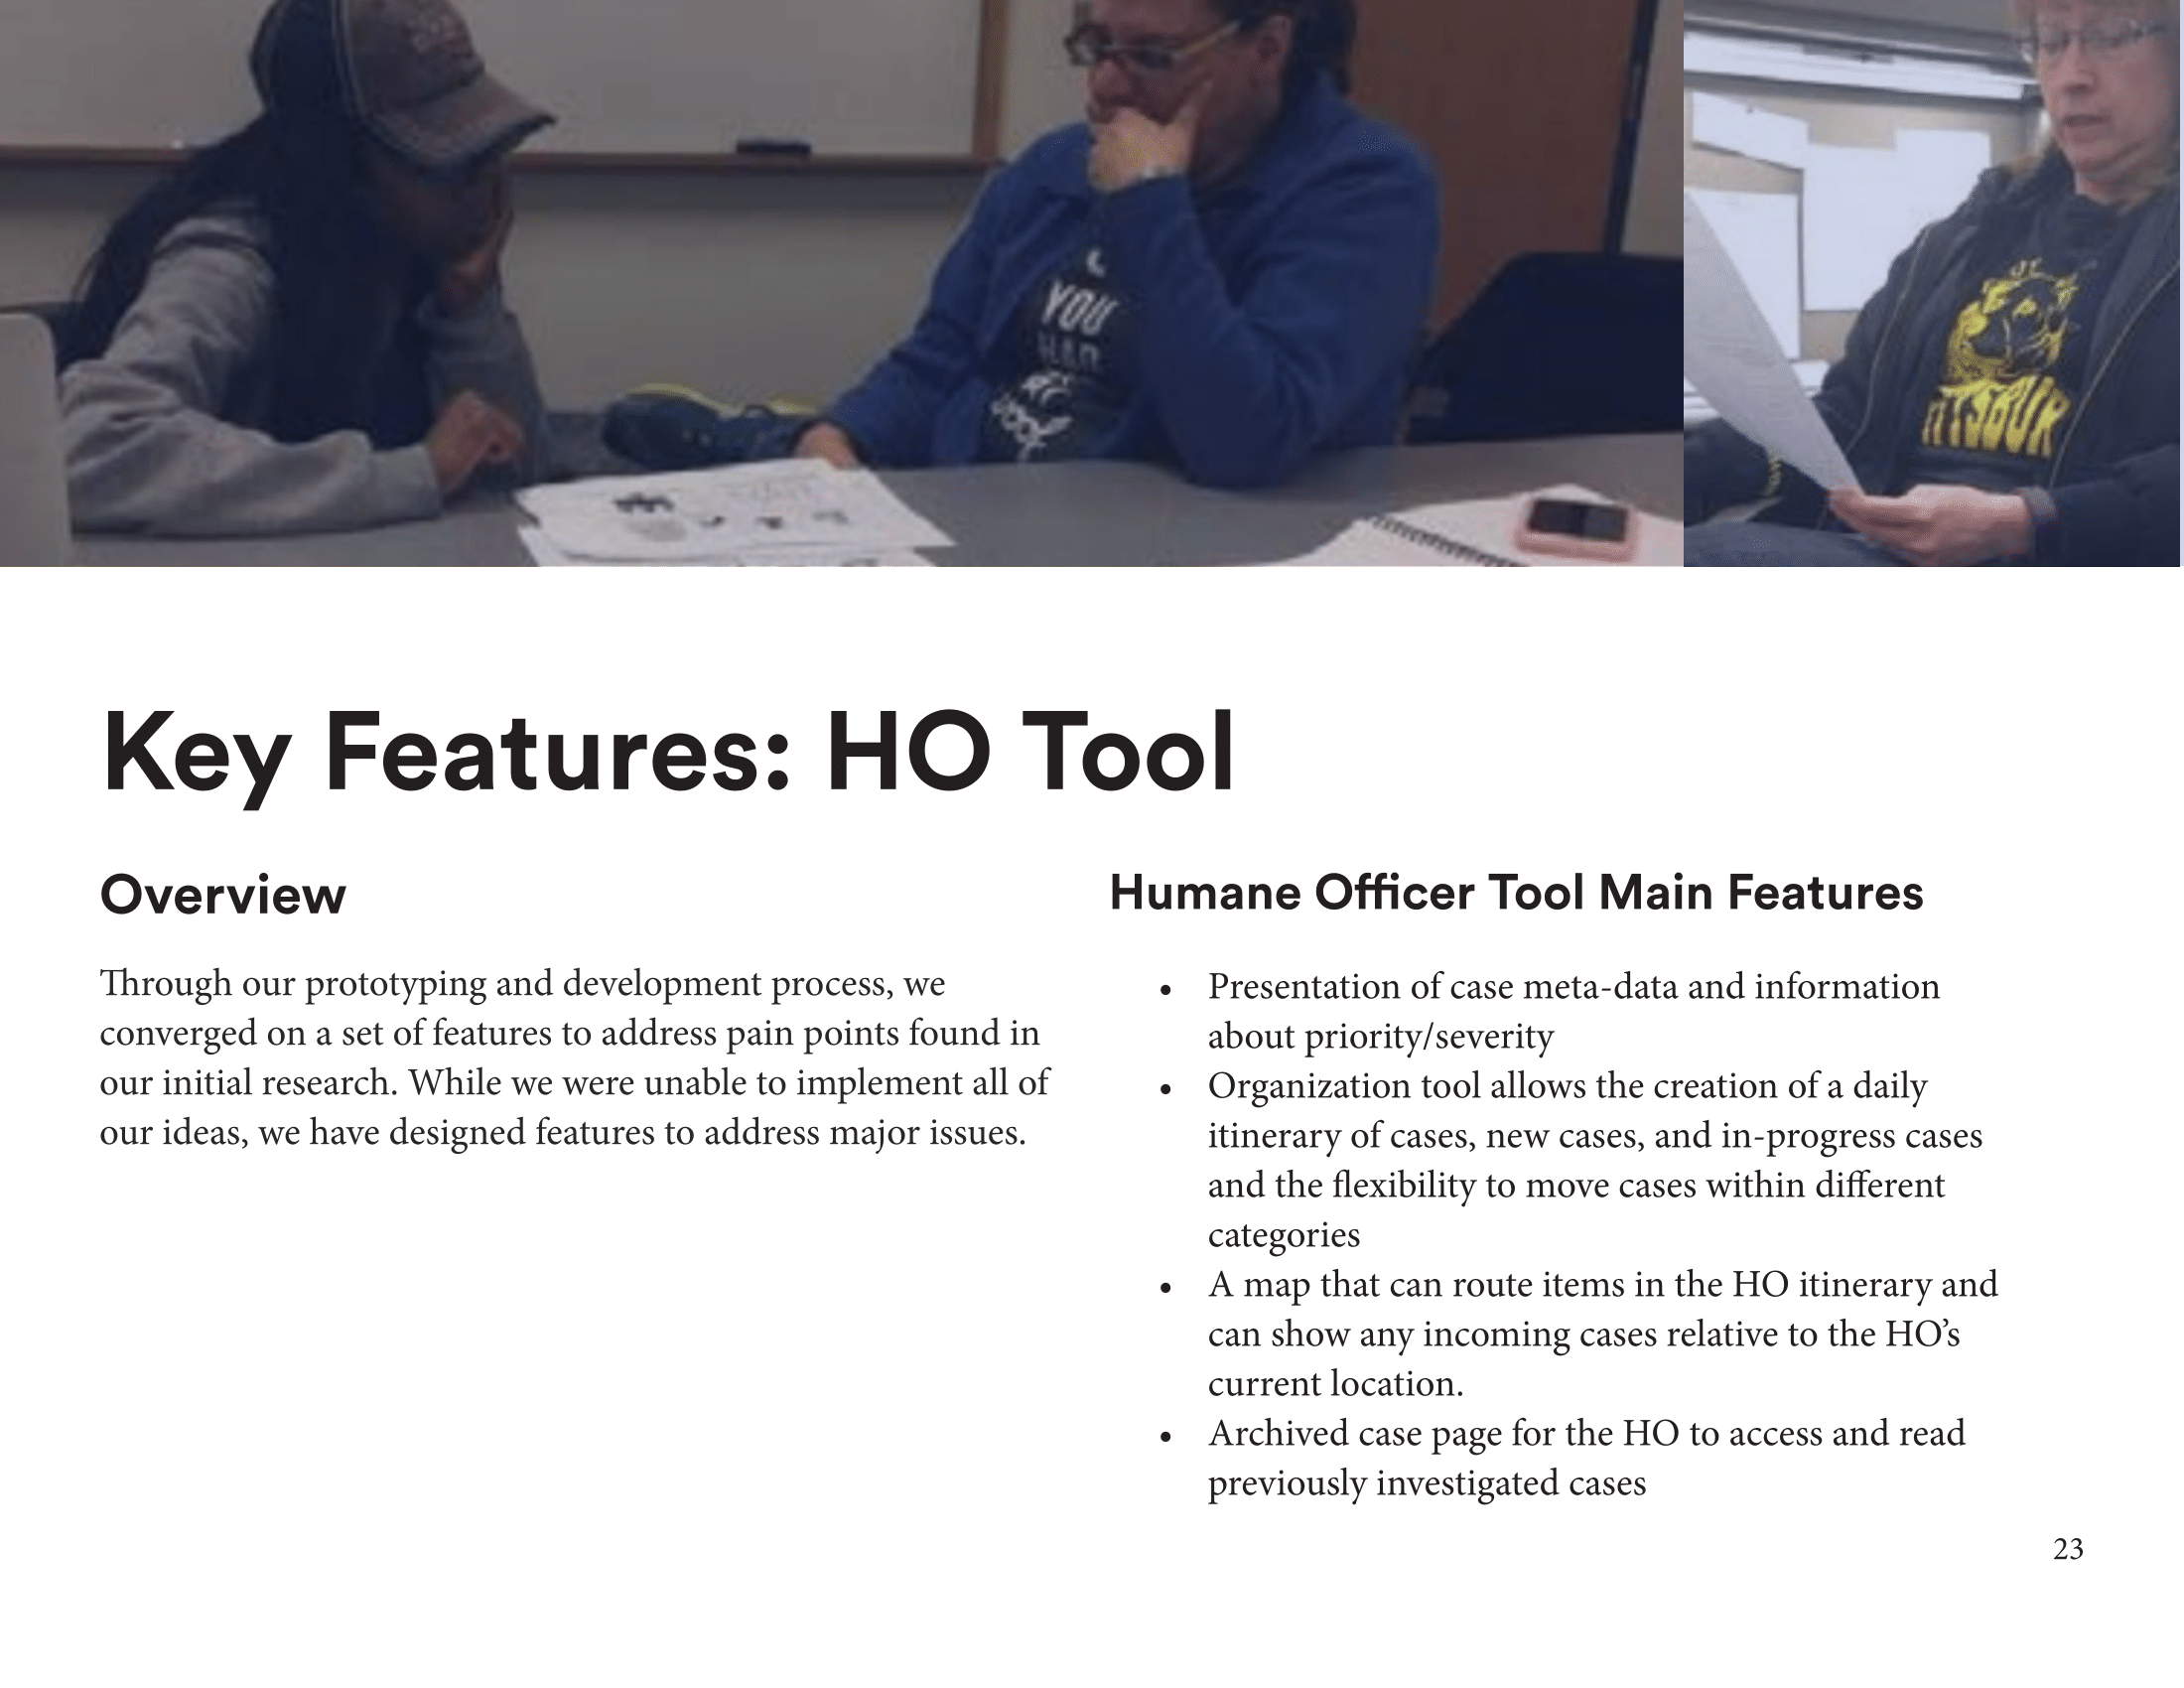 YOU
Key Features: HO Tool
Overview
Through our prototyping and development process, we
converged on a set of features to address pain points found in
our initial research. While we were unable to implement all of
our ideas, we have designed features to address major issues.
Humane Officer Tool Main Features
• Presentation of case meta-data and information
about priority/severity
• Organization tool allows the creation of a daily
itinerary of cases, new cases, and in-progress cases
and the flexibility to move cases within different
categories
• A map that can route items in the HO itinerary and
can show any incoming cases relative to the HO’s
current location.
• Archived case page for the HO to access and read
previously investigated cases
23